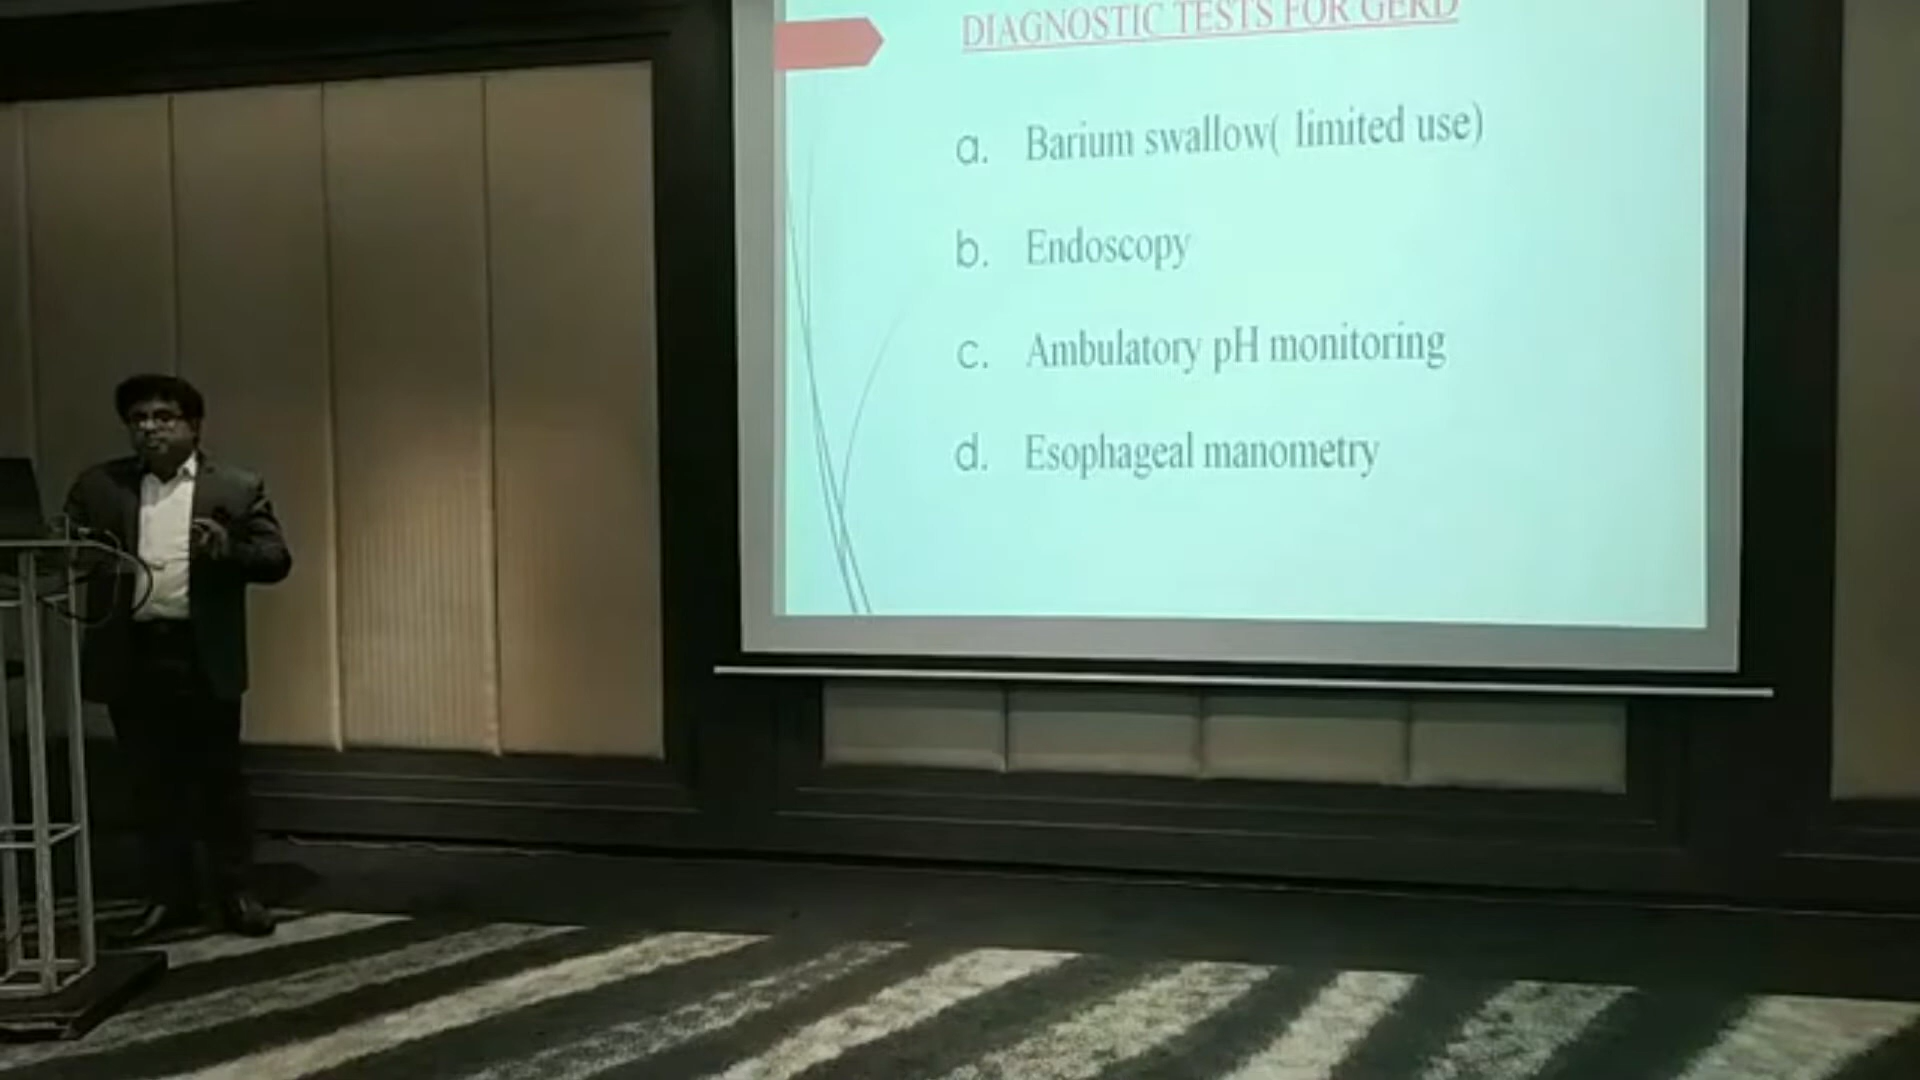 DIAGNOSTIC TESTS FOR GERD
a. Barium swallow( limited use)
b. Endoscopy
c. Ambulatory pH monitoring
d. Esophageal manometry